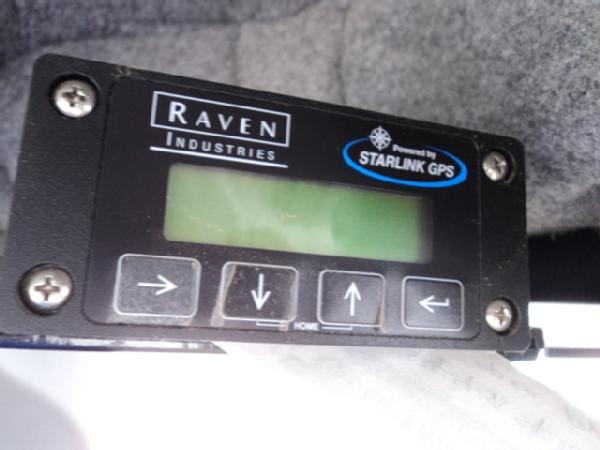 RAVEN
INDUSTRIES
Powered by
STARLINK GPS
HOME